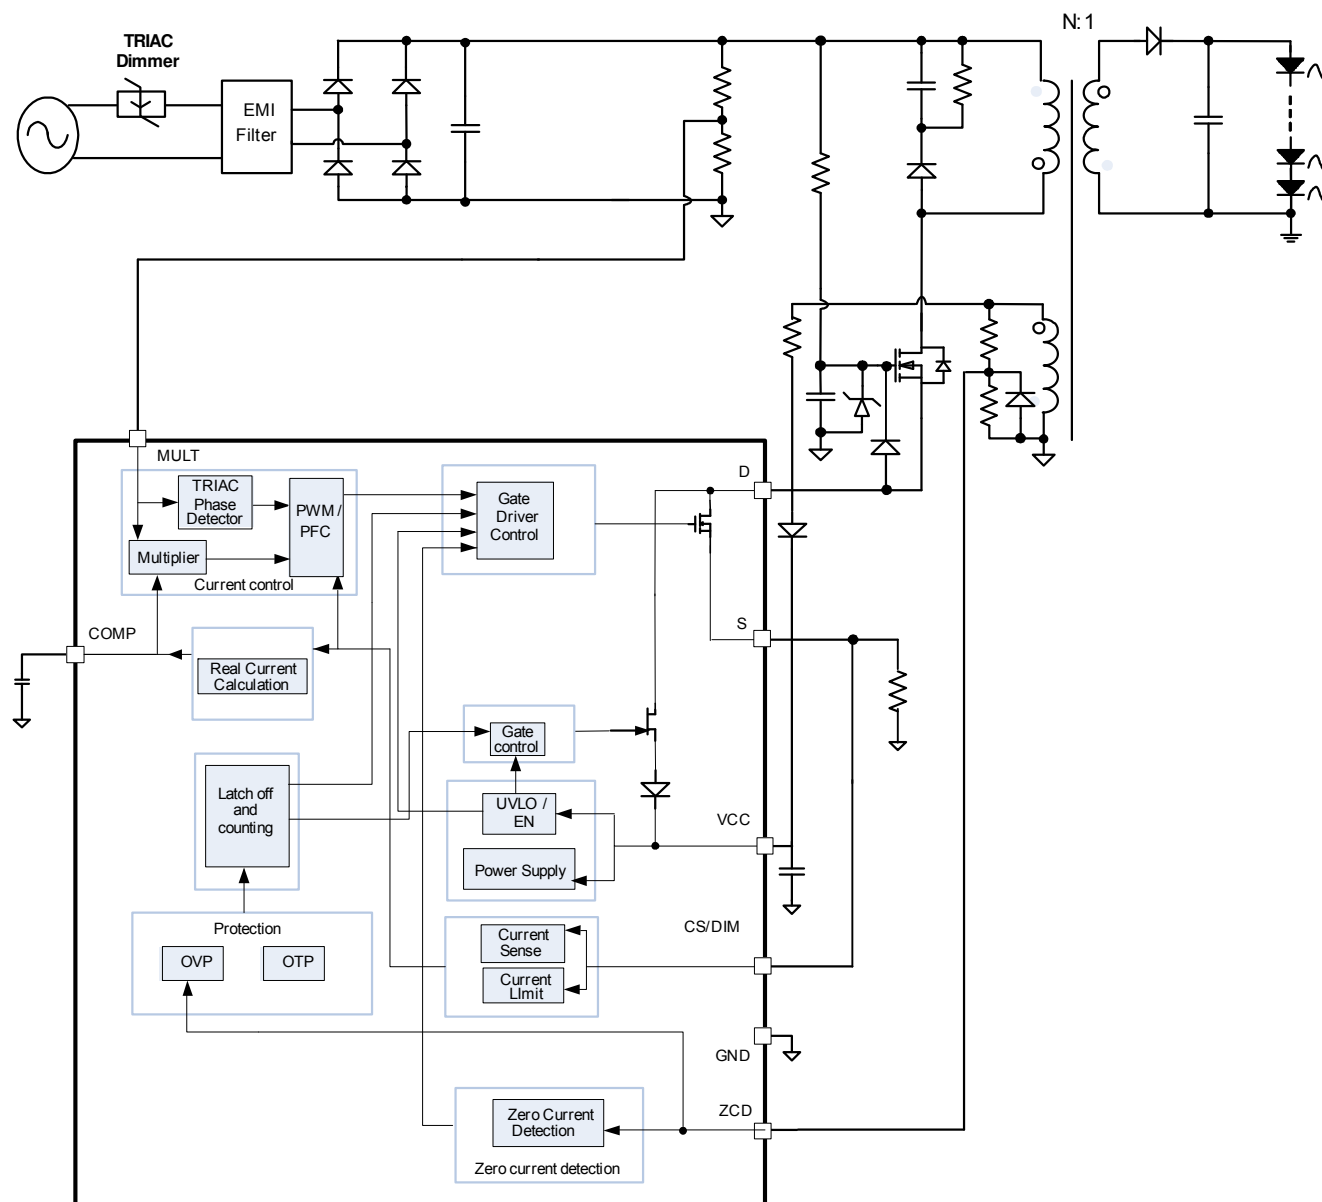 N:1
TRIAC
Dimmer
EMI
Filter
MULT
D
TRIAC
Phase
Detector
PWM /
PFC
Gate
Driver
Control
Multiplier
Current control
COMP
S
Real Current
Calculation
Gate
control
Latch off
and
counting
UVLO /
EN
VCC
Power Supply
Protection
CS/DIM
OVP
OTP
Current
Sense
Current
LImit
GND
ZCD
Zero Current
Detection
Zero current detection